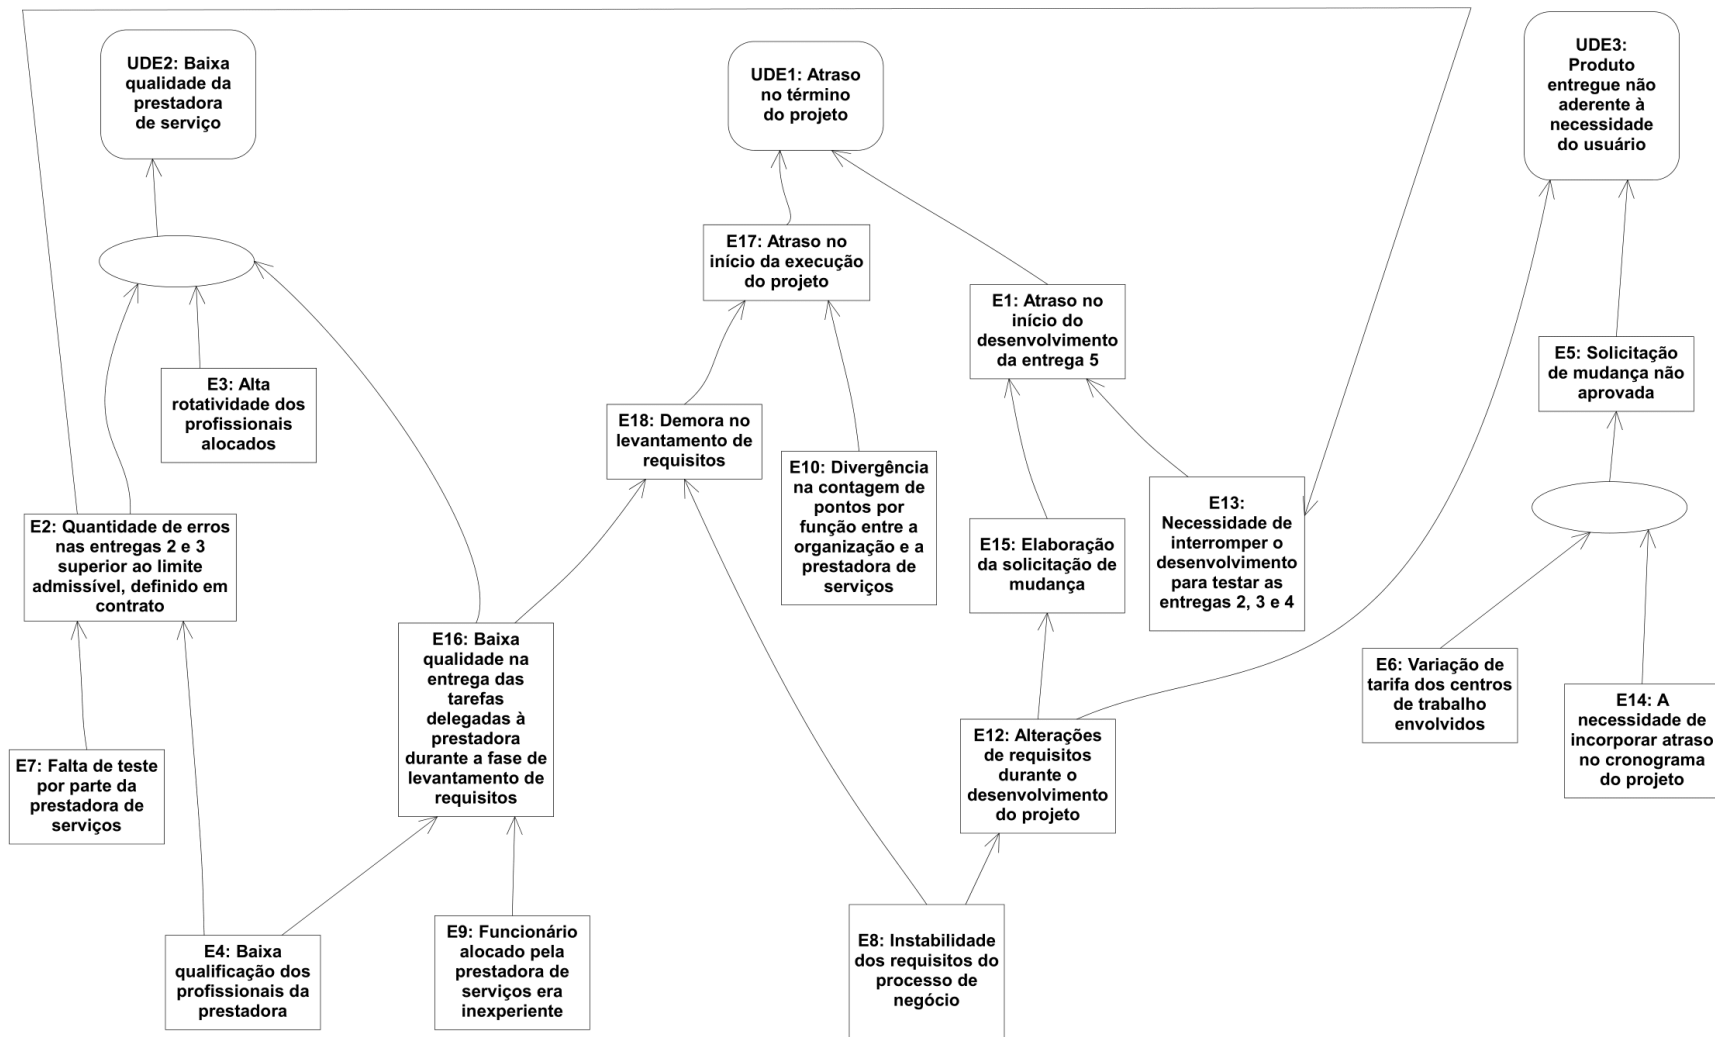 UDE2: Baixa
qualidade da
prestadora
de serviço
UDE1: Atraso
no término
do projeto
UDE3:
Produto
entregue não
aderente à
necessidade
do usuário
E17: Atraso no
início da execução
do projeto
E1: Atraso no
início do
desenvolvimento
da entrega 5
E5: Solicitação
de mudança não
aprovada
E3: Alta
rotatividade dos
profissionais
alocados
E18: Demora no
levantamento de
requisitos
E10: Divergência
na contagem de
pontos por
função entre a
organização e a
prestadora de
serviços
E13:
Necessidade de
interromper o
desenvolvimento
para testar as
entregas 2, 3 e 4
E2: Quantidade de erros
nas entregas 2 e 3
superior ao limite
admissível, definido em
contrato
E15: Elaboração
da solicitação de
mudança
E16: Baixa
qualidade na
entrega das
tarefas
delegadas à
prestadora
durante a fase de
levantamento de
requisitos
E6: Variação de
tarifa dos centros
de trabalho
envolvidos
E14: A
necessidade de
incorporar atraso
no cronograma
do projeto
E12: Alterações
de requisitos
durante o
desenvolvimento
do projeto
E7: Falta de teste
por parte da
prestadora de
serviços
E4: Baixa
qualificação dos
profissionais da
prestadora
E9: Funcionário
alocado pela
prestadora de
serviços era
inexperiente
E8: Instabilidade
dos requisitos do
processo de
negócio